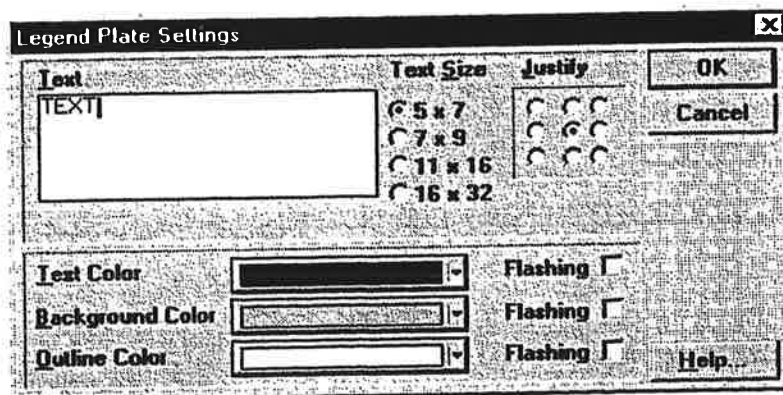 Legend Plate Settings
Text
TEXT
Text Size
5 x 7
7 x 9
11 x 16
16 x 32
Justify
OK
Cancel
Text Color
Flashing
Background Color
Flashing
Outline Color
Flashing
Help...